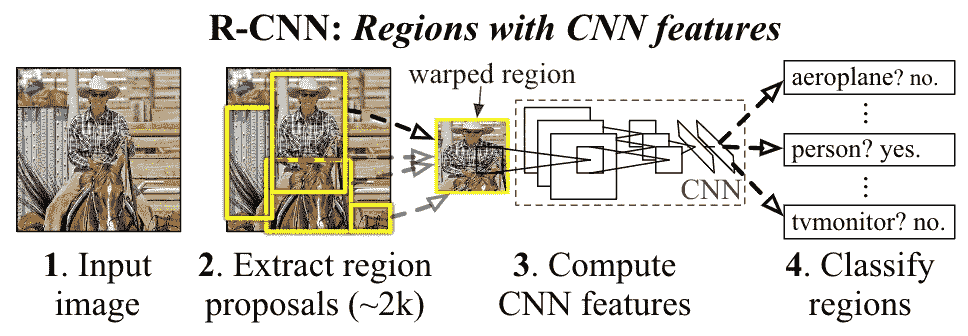 R-CNN: Regions with CNN features
warped region
aeroplane? no.
person? yes.
tvmonitor? no.
CNN
1. Input
image
2. Extract region
proposals (~2k)
3. Compute
CNN features
4. Classify
regions